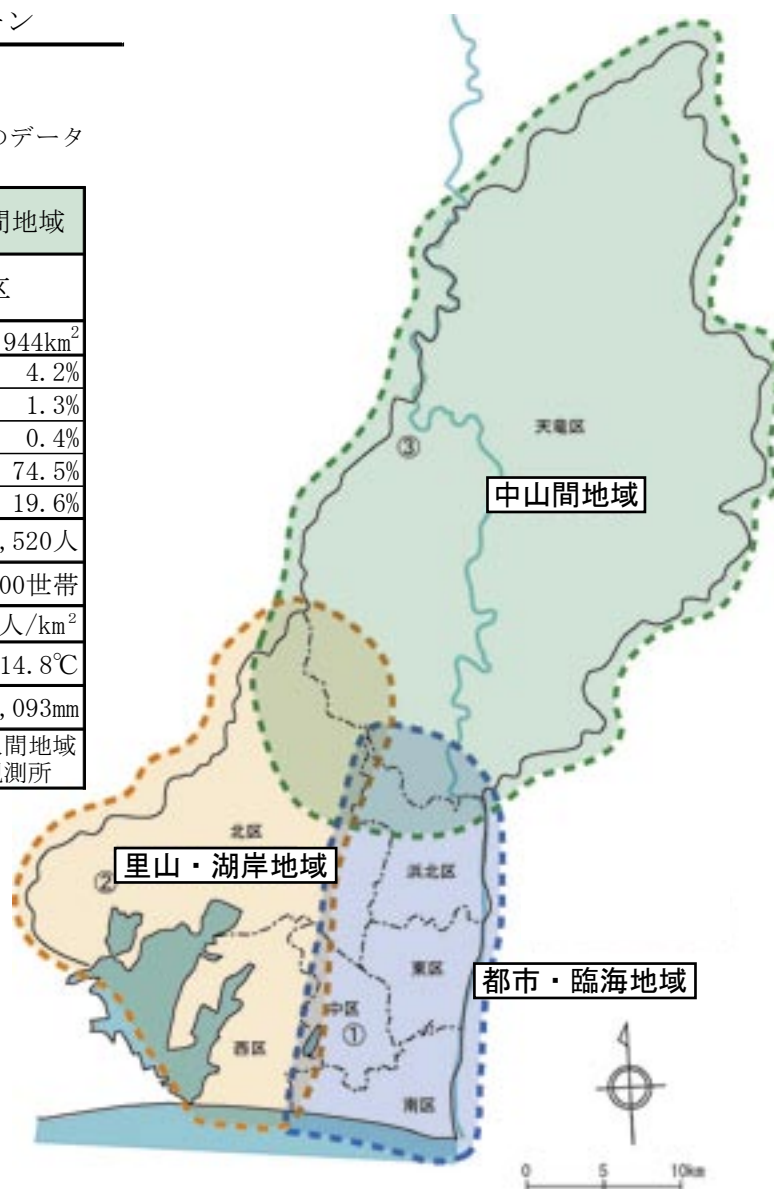 ン
のデータ
間地域
区
944km²
4.2%
1.3%
0.4%
74.5%
19.6%
,520人
00世帯
人/km²
14.8℃
,093mm
間地域
観測所
天竜区
③
中山間地域
北区
里山・湖岸地域
②
浜北区
東区
都市・臨海地域
中区
①
西区
南区
0 5 10km